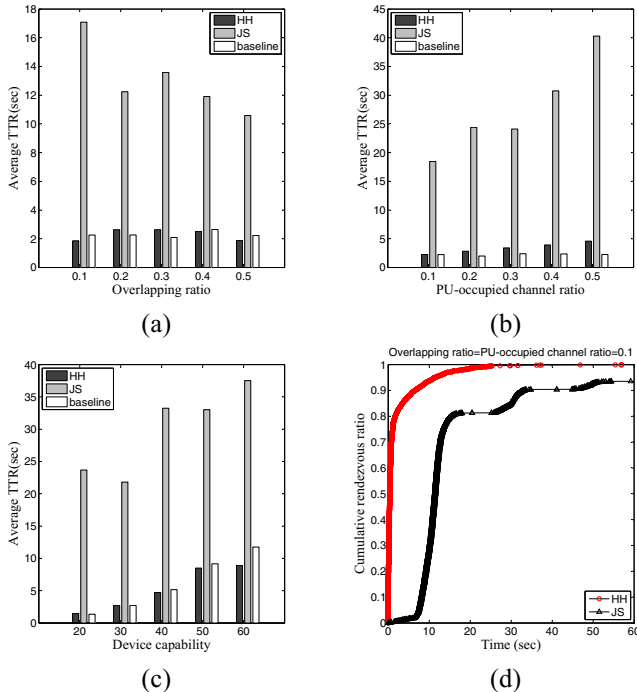 18
16
14
12
10
8
6
4
2
0
Average TTR(sec)
HH
JS
baseline
0.1 0.2 0.3 0.4 0.5
Overlapping ratio
(a)
45
40
35
30
25
20
15
10
5
0
Average TTR(sec)
HH
JS
baseline
0.1 0.2 0.3 0.4 0.5
PU-occupied channel ratio
(b)
40
35
30
25
20
15
10
5
0
Average TTR(sec)
HH
JS
baseline
20 30 40 50 60
Device capability
(c)
Overlapping ratio=PU-occupied channel ratio=0.1
1
0.9
0.8
0.7
0.6
0.5
0.4
0.3
0.2
0.1
0
Cumulative rendezvous ratio
HH
JS
0 10 20 30 40 50 60
Time (sec)
(d)